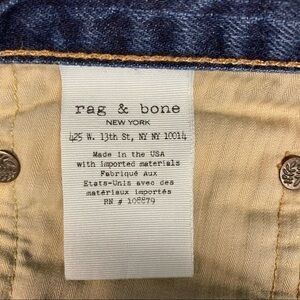 rag & bone
NEW YORK
425 W. 13th St, NY NY 10014
Made in the USA
with imported materials
Fabriqué Aux
Etats-Unis avec des
matériaux importés
RN # 108879